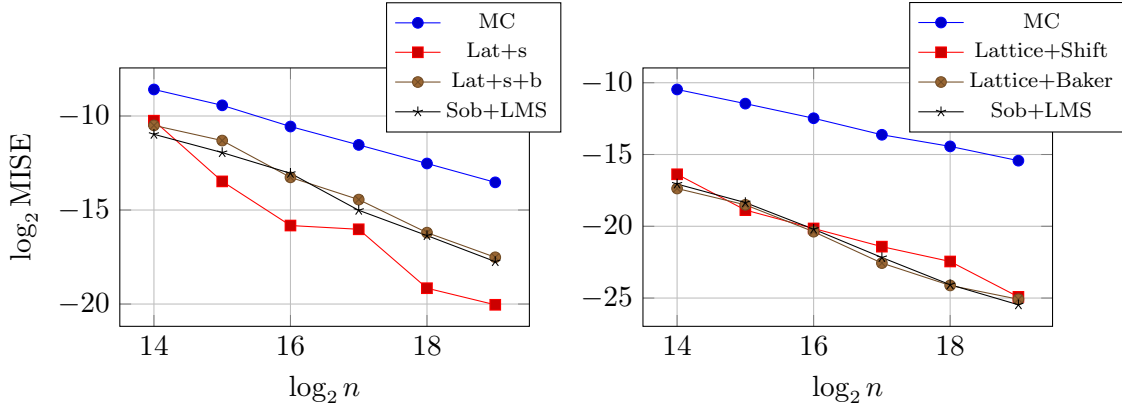 MC
Lat+s
Lat+s+b
Sob+LMS
−10
−15
−20
14
16
18
log₂ n
log₂ MISE
MC
Lattice+Shift
Lattice+Baker
Sob+LMS
−10
−15
−20
−25
14
16
18
log₂ n